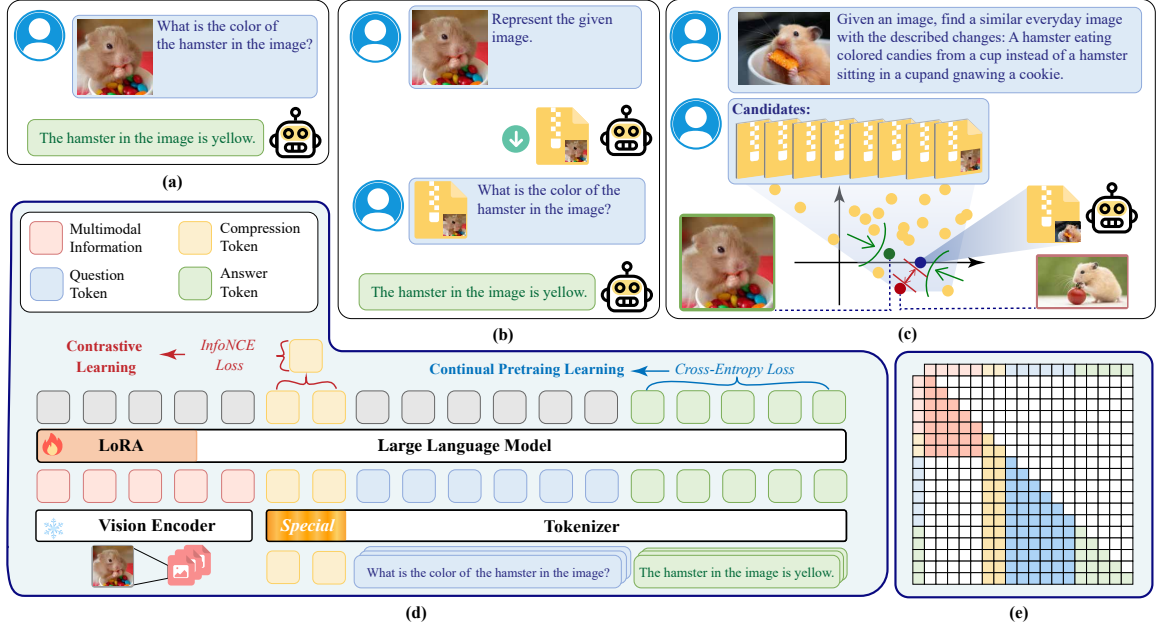 What is the color of
the hamster in the image?
The hamster in the image is yellow.
(a)
Represent the given
image.
What is the color of the
hamster in the image?
The hamster in the image is yellow.
(b)
Given an image, find a similar everyday image
with the described changes: A hamster eating
colored candies from a cup instead of a hamster
sitting in a cupand gnawing a cookie.
Candidates:
(c)
Multimodal
Information
Compression
Token
Question
Token
Answer
Token
Contrastive
Learning
InfoNCE
Loss
Continual Pretraing Learning
Cross-Entropy Loss
LoRA
Large Language Model
Vision Encoder
Special
Tokenizer
What is the color of the hamster in the image?
The hamster in the image is yellow.
(d)
(e)